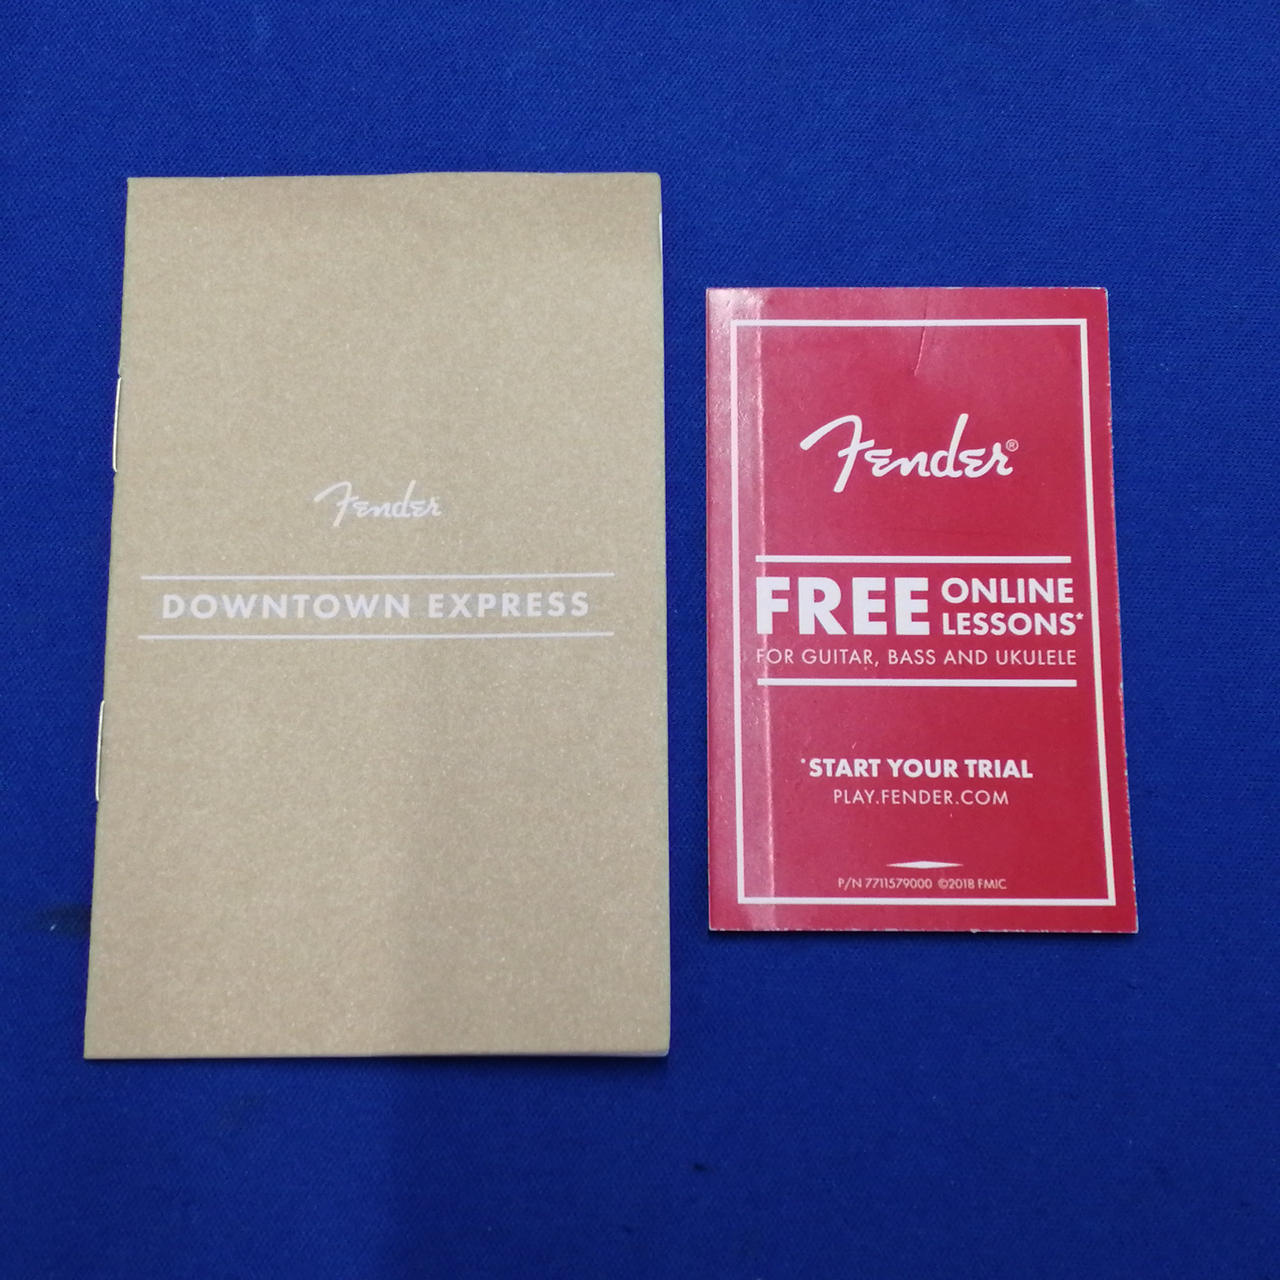 Fender
DOWNTOWN EXPRESS
Fender®
FREE ONLINE LESSONS*
FOR GUITAR, BASS AND UKULELE
*START YOUR TRIAL
PLAY.FENDER.COM
P/N 7711579000 ©2018 FMIC